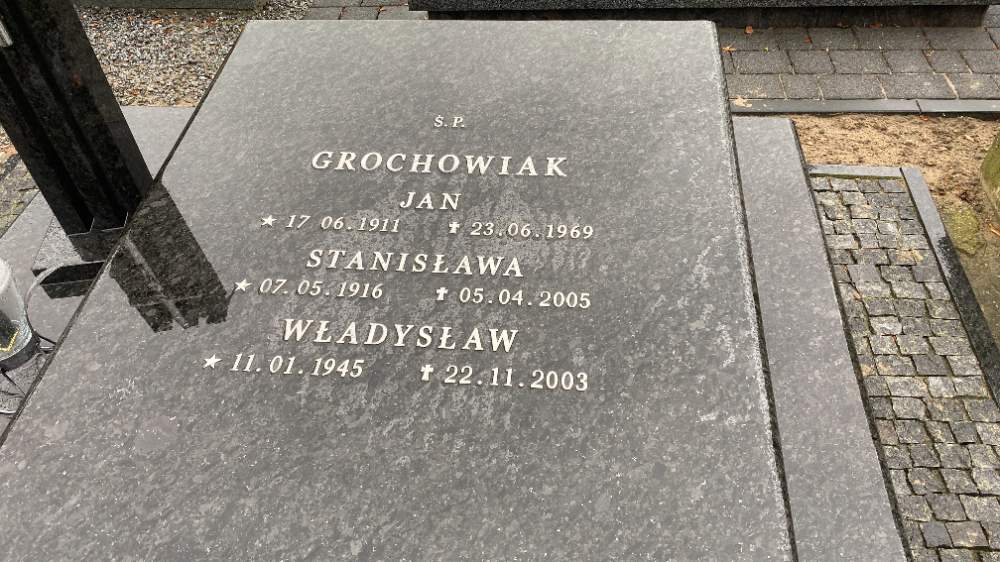 Ś.P.
GROCHOWIAK
JAN
★ 17.06.1911 ✝ 23.06.1969
STANISŁAWA
★ 07.05.1916 ✝ 05.04.2005
WŁADYSŁAW
★ 11.01.1945 ✝ 22.11.2003